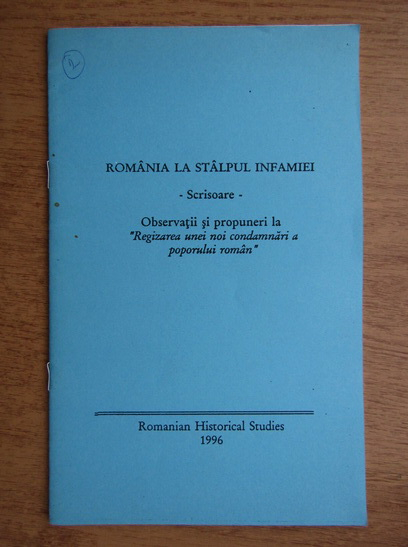 ROMÂNIA LA STÂLPUL INFAMIEI
- Scrisoare -
Observaţii şi propuneri la
"Regizarea unei noi condamnări a
poporului român"
Romanian Historical Studies
1996